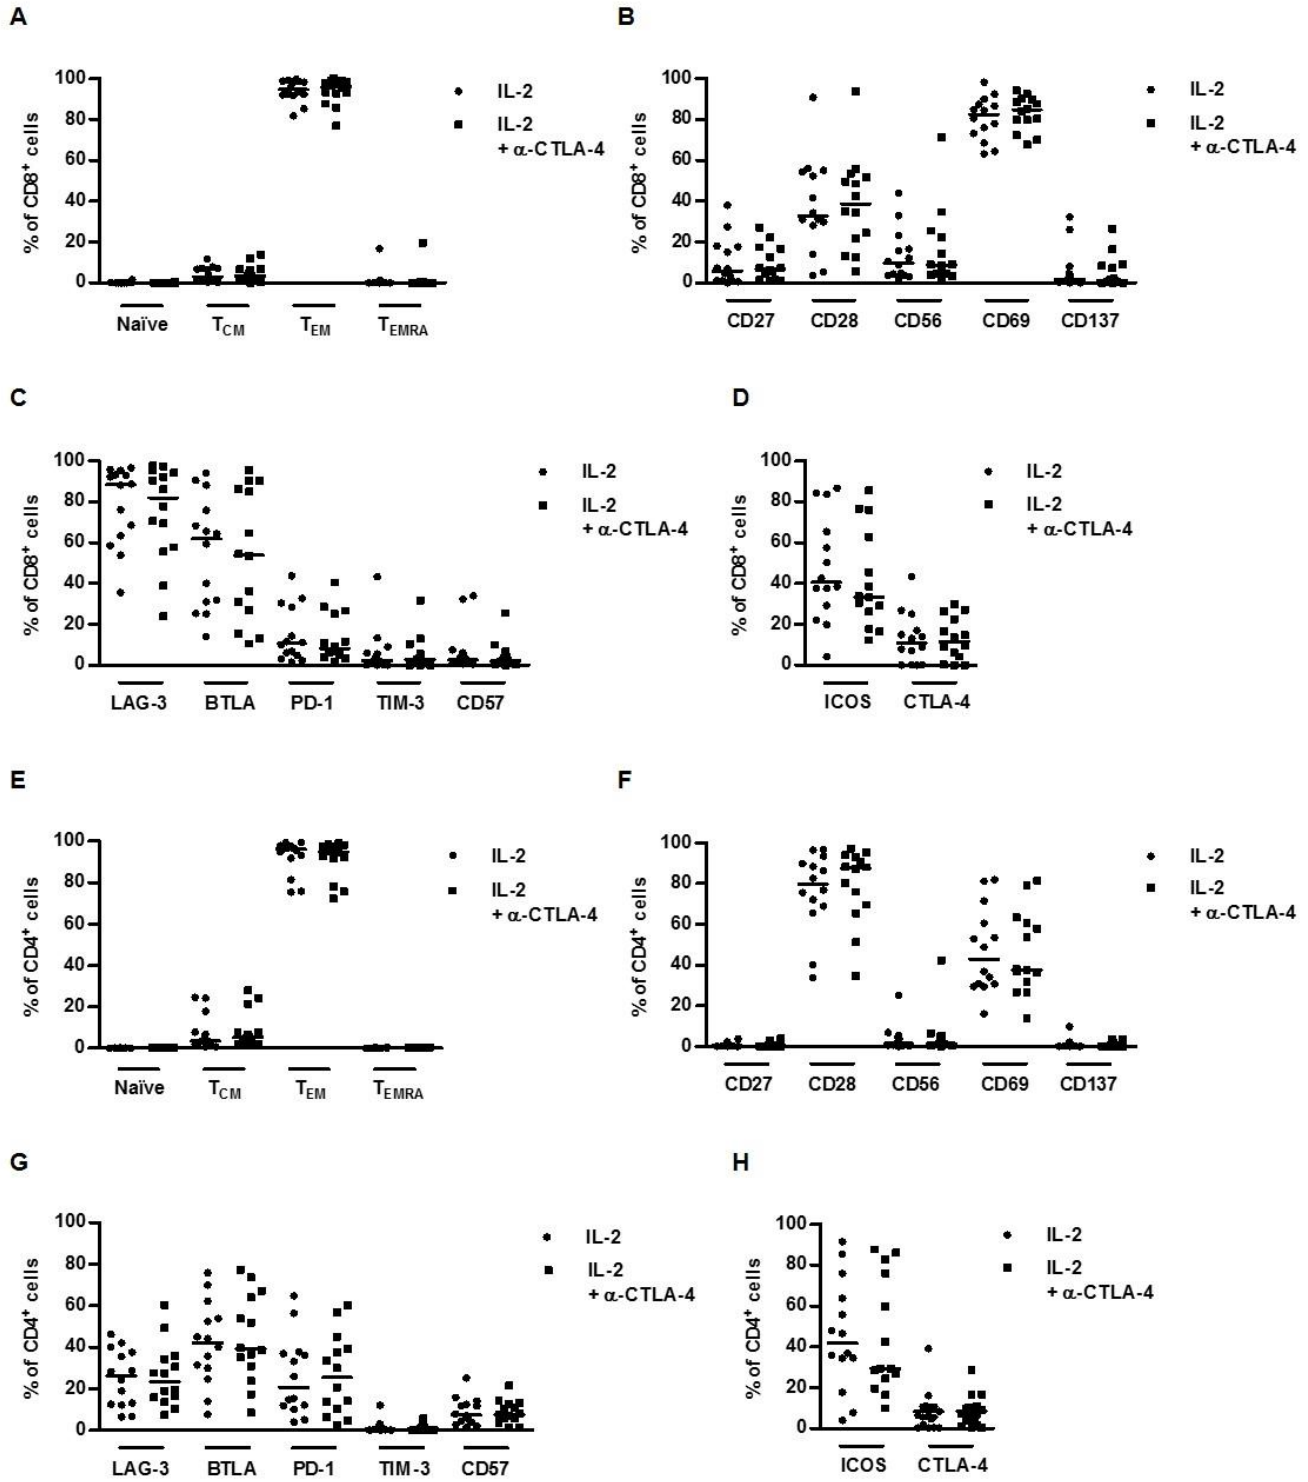 A
% of CD8⁺ cells
100
80
60
40
20
0
Naïve
T_CM
T_EM
T_EMRA
IL-2
IL-2
+ α-CTLA-4
B
% of CD8⁺ cells
100
80
60
40
20
0
CD27
CD28
CD56
CD69
CD137
IL-2
IL-2
+ α-CTLA-4
C
% of CD8⁺ cells
100
80
60
40
20
0
LAG-3
BTLA
PD-1
TIM-3
CD57
IL-2
IL-2
+ α-CTLA-4
D
% of CD8⁺ cells
100
80
60
40
20
0
ICOS
CTLA-4
IL-2
IL-2
+ α-CTLA-4
E
% of CD4⁺ cells
100
80
60
40
20
0
Naïve
T_CM
T_EM
T_EMRA
IL-2
IL-2
+ α-CTLA-4
F
% of CD4⁺ cells
100
80
60
40
20
0
CD27
CD28
CD56
CD69
CD137
IL-2
IL-2
+ α-CTLA-4
G
% of CD4⁺ cells
100
80
60
40
20
0
LAG-3
BTLA
PD-1
TIM-3
CD57
IL-2
IL-2
+ α-CTLA-4
H
% of CD4⁺ cells
100
80
60
40
20
0
ICOS
CTLA-4
IL-2
IL-2
+ α-CTLA-4